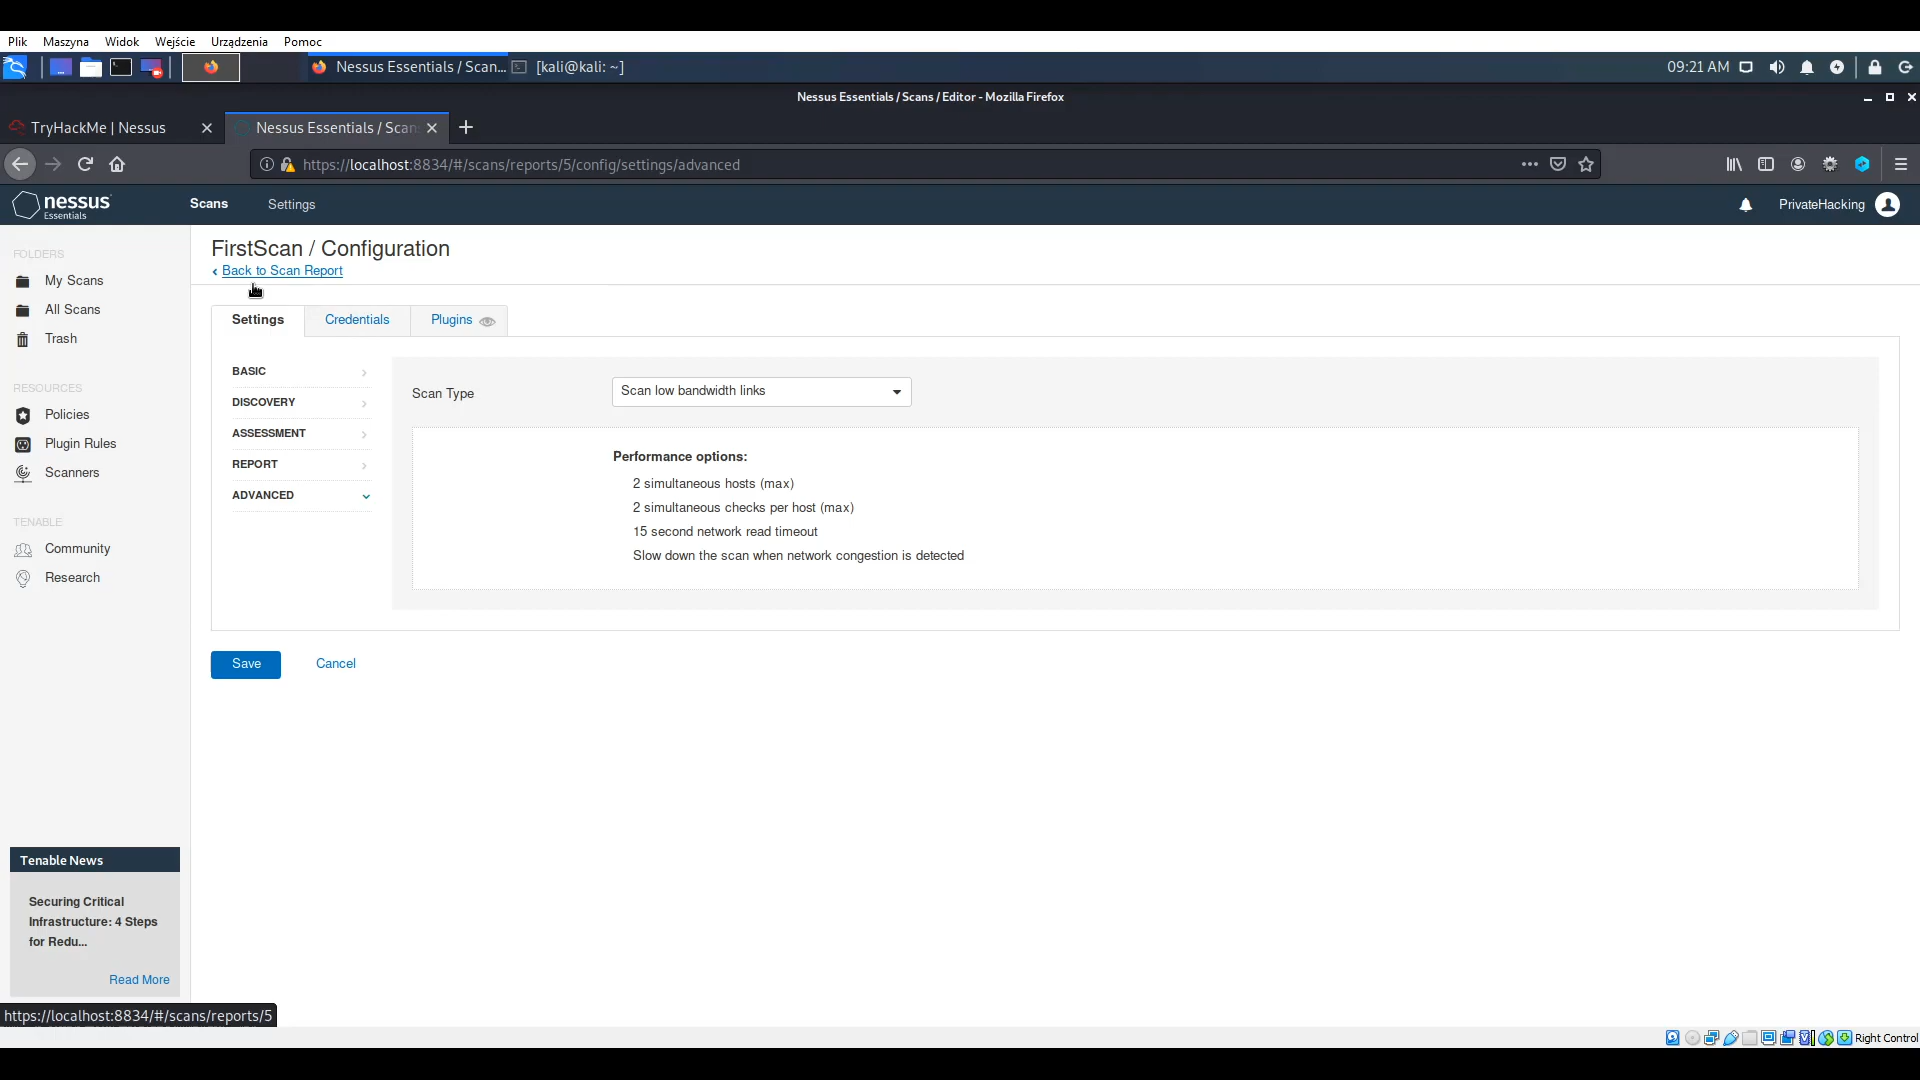 Plik Maszyna Widok Wejście Urządzenia Pomoc
Nessus Essentials / Scan... [kali@kali: ~] 09:21 AM
Nessus Essentials / Scans / Editor - Mozilla Firefox
TryHackMe | Nessus Nessus Essentials / Scan
https://localhost:8834/#/scans/reports/5/config/settings/advanced
nessus Essentials Scans Settings PrivateHacking
FirstScan / Configuration
Back to Scan Report
FOLDERS
My Scans
All Scans
Trash
RESOURCES
Policies
Plugin Rules
Scanners
TENABLE
Community
Research
Settings Credentials Plugins
BASIC
DISCOVERY
ASSESSMENT
REPORT
ADVANCED
Scan Type Scan low bandwidth links
Performance options:
2 simultaneous hosts (max)
2 simultaneous checks per host (max)
15 second network read timeout
Slow down the scan when network congestion is detected
Save Cancel
Tenable News
Securing Critical
Infrastructure: 4 Steps
for Redu...
Read More
https://localhost:8834/#/scans/reports/5
Right Control